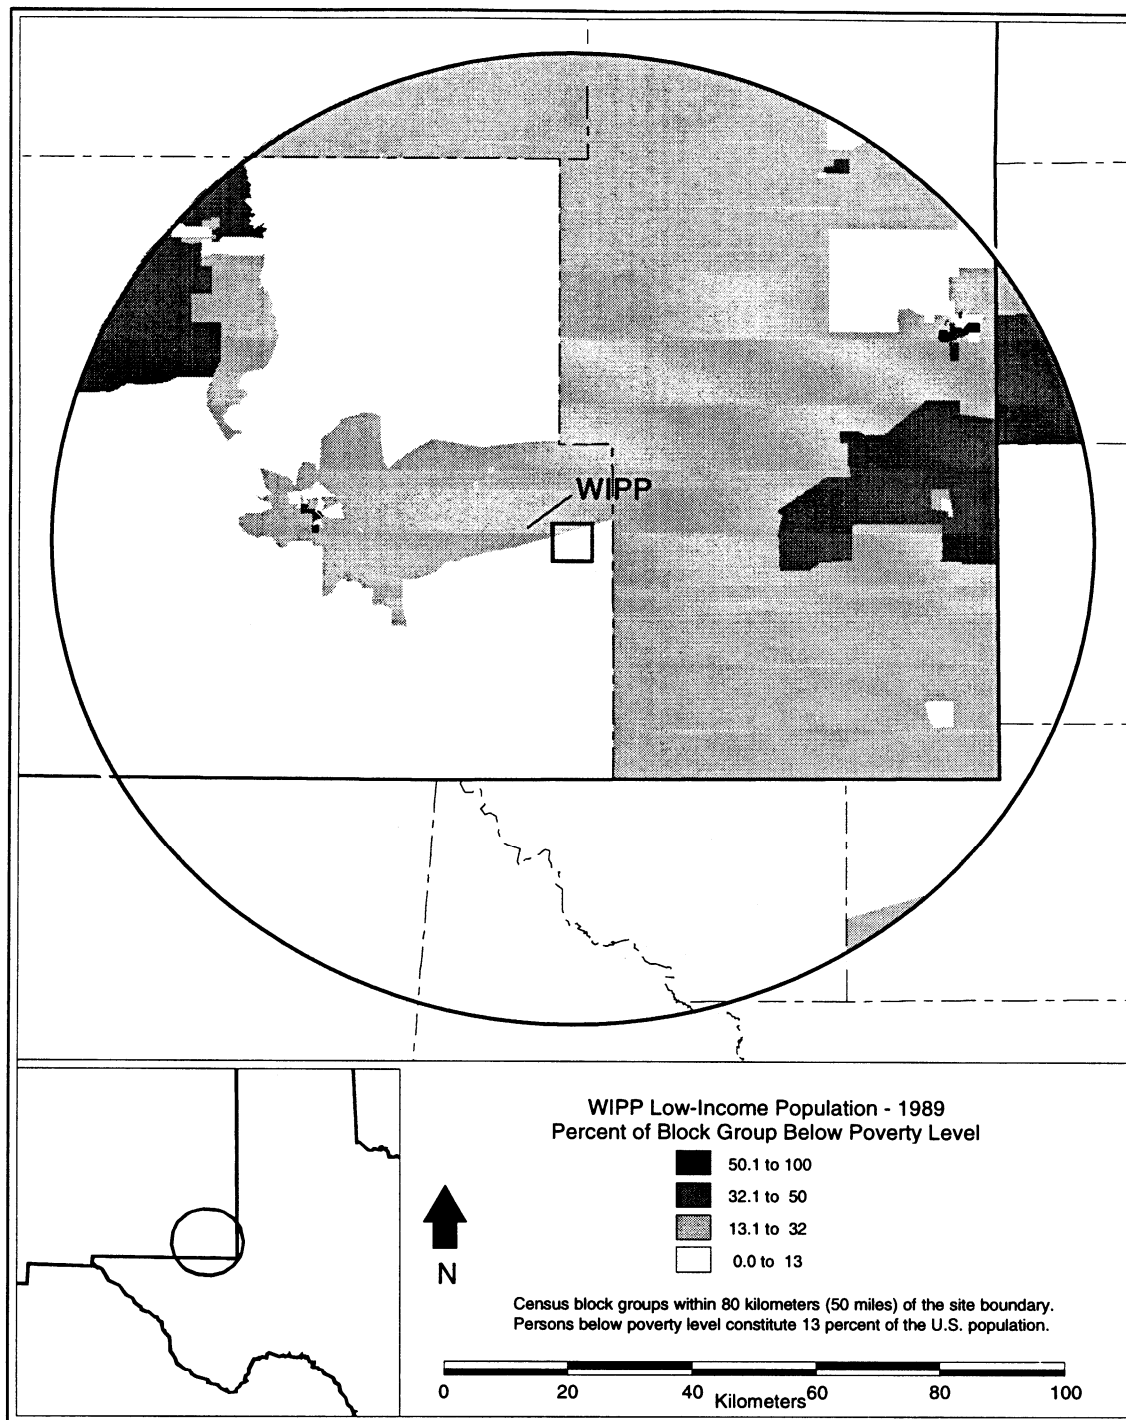 WIPP
WIPP Low-Income Population - 1989
Percent of Block Group Below Poverty Level
50.1 to 100
32.1 to 50
13.1 to 32
0.0 to 13
N
Census block groups within 80 kilometers (50 miles) of the site boundary.
Persons below poverty level constitute 13 percent of the U.S. population.
0 20 40 60 80 100
Kilometers